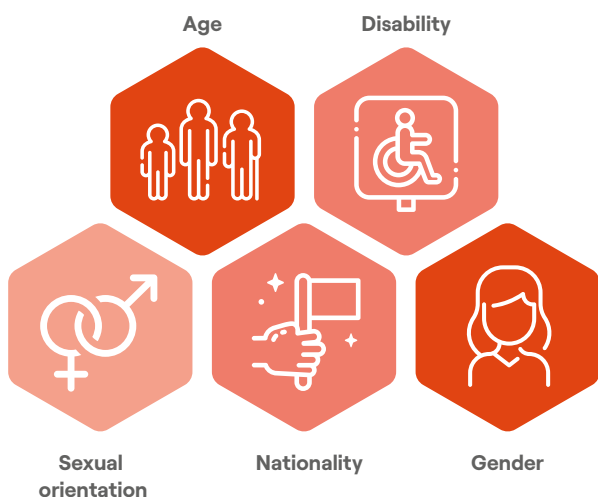 Age
Disability
Sexual
orientation
Nationality
Gender